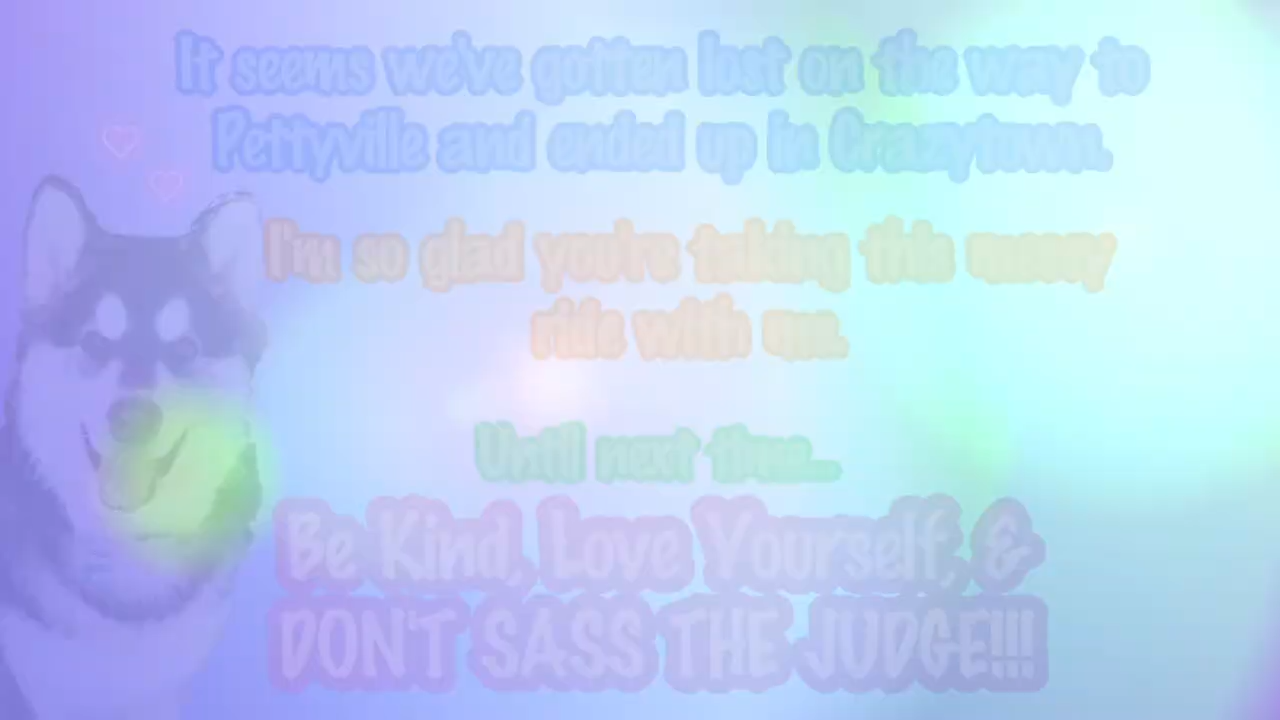 It seems we've gotten lost on the way to
Pettyville and ended up in Crazytown.
I'm so glad you're taking this crazy
ride with me.
Until next time...
Be Kind, Love Yourself, &
DON'T SASS THE JUDGE!!!